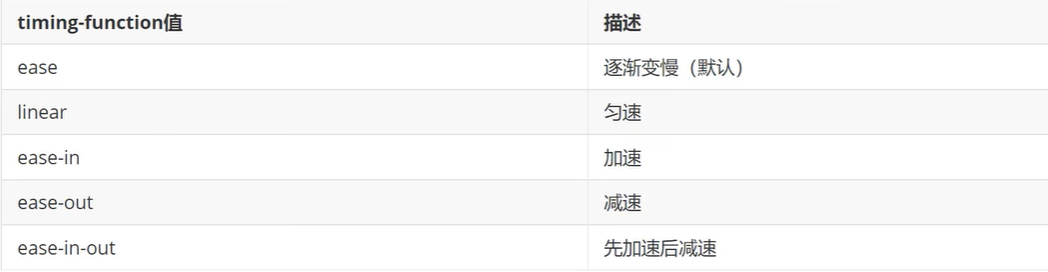 timing-function值 描述
ease 逐渐变慢（默认）
linear 匀速
ease-in 加速
ease-out 减速
ease-in-out 先加速后减速